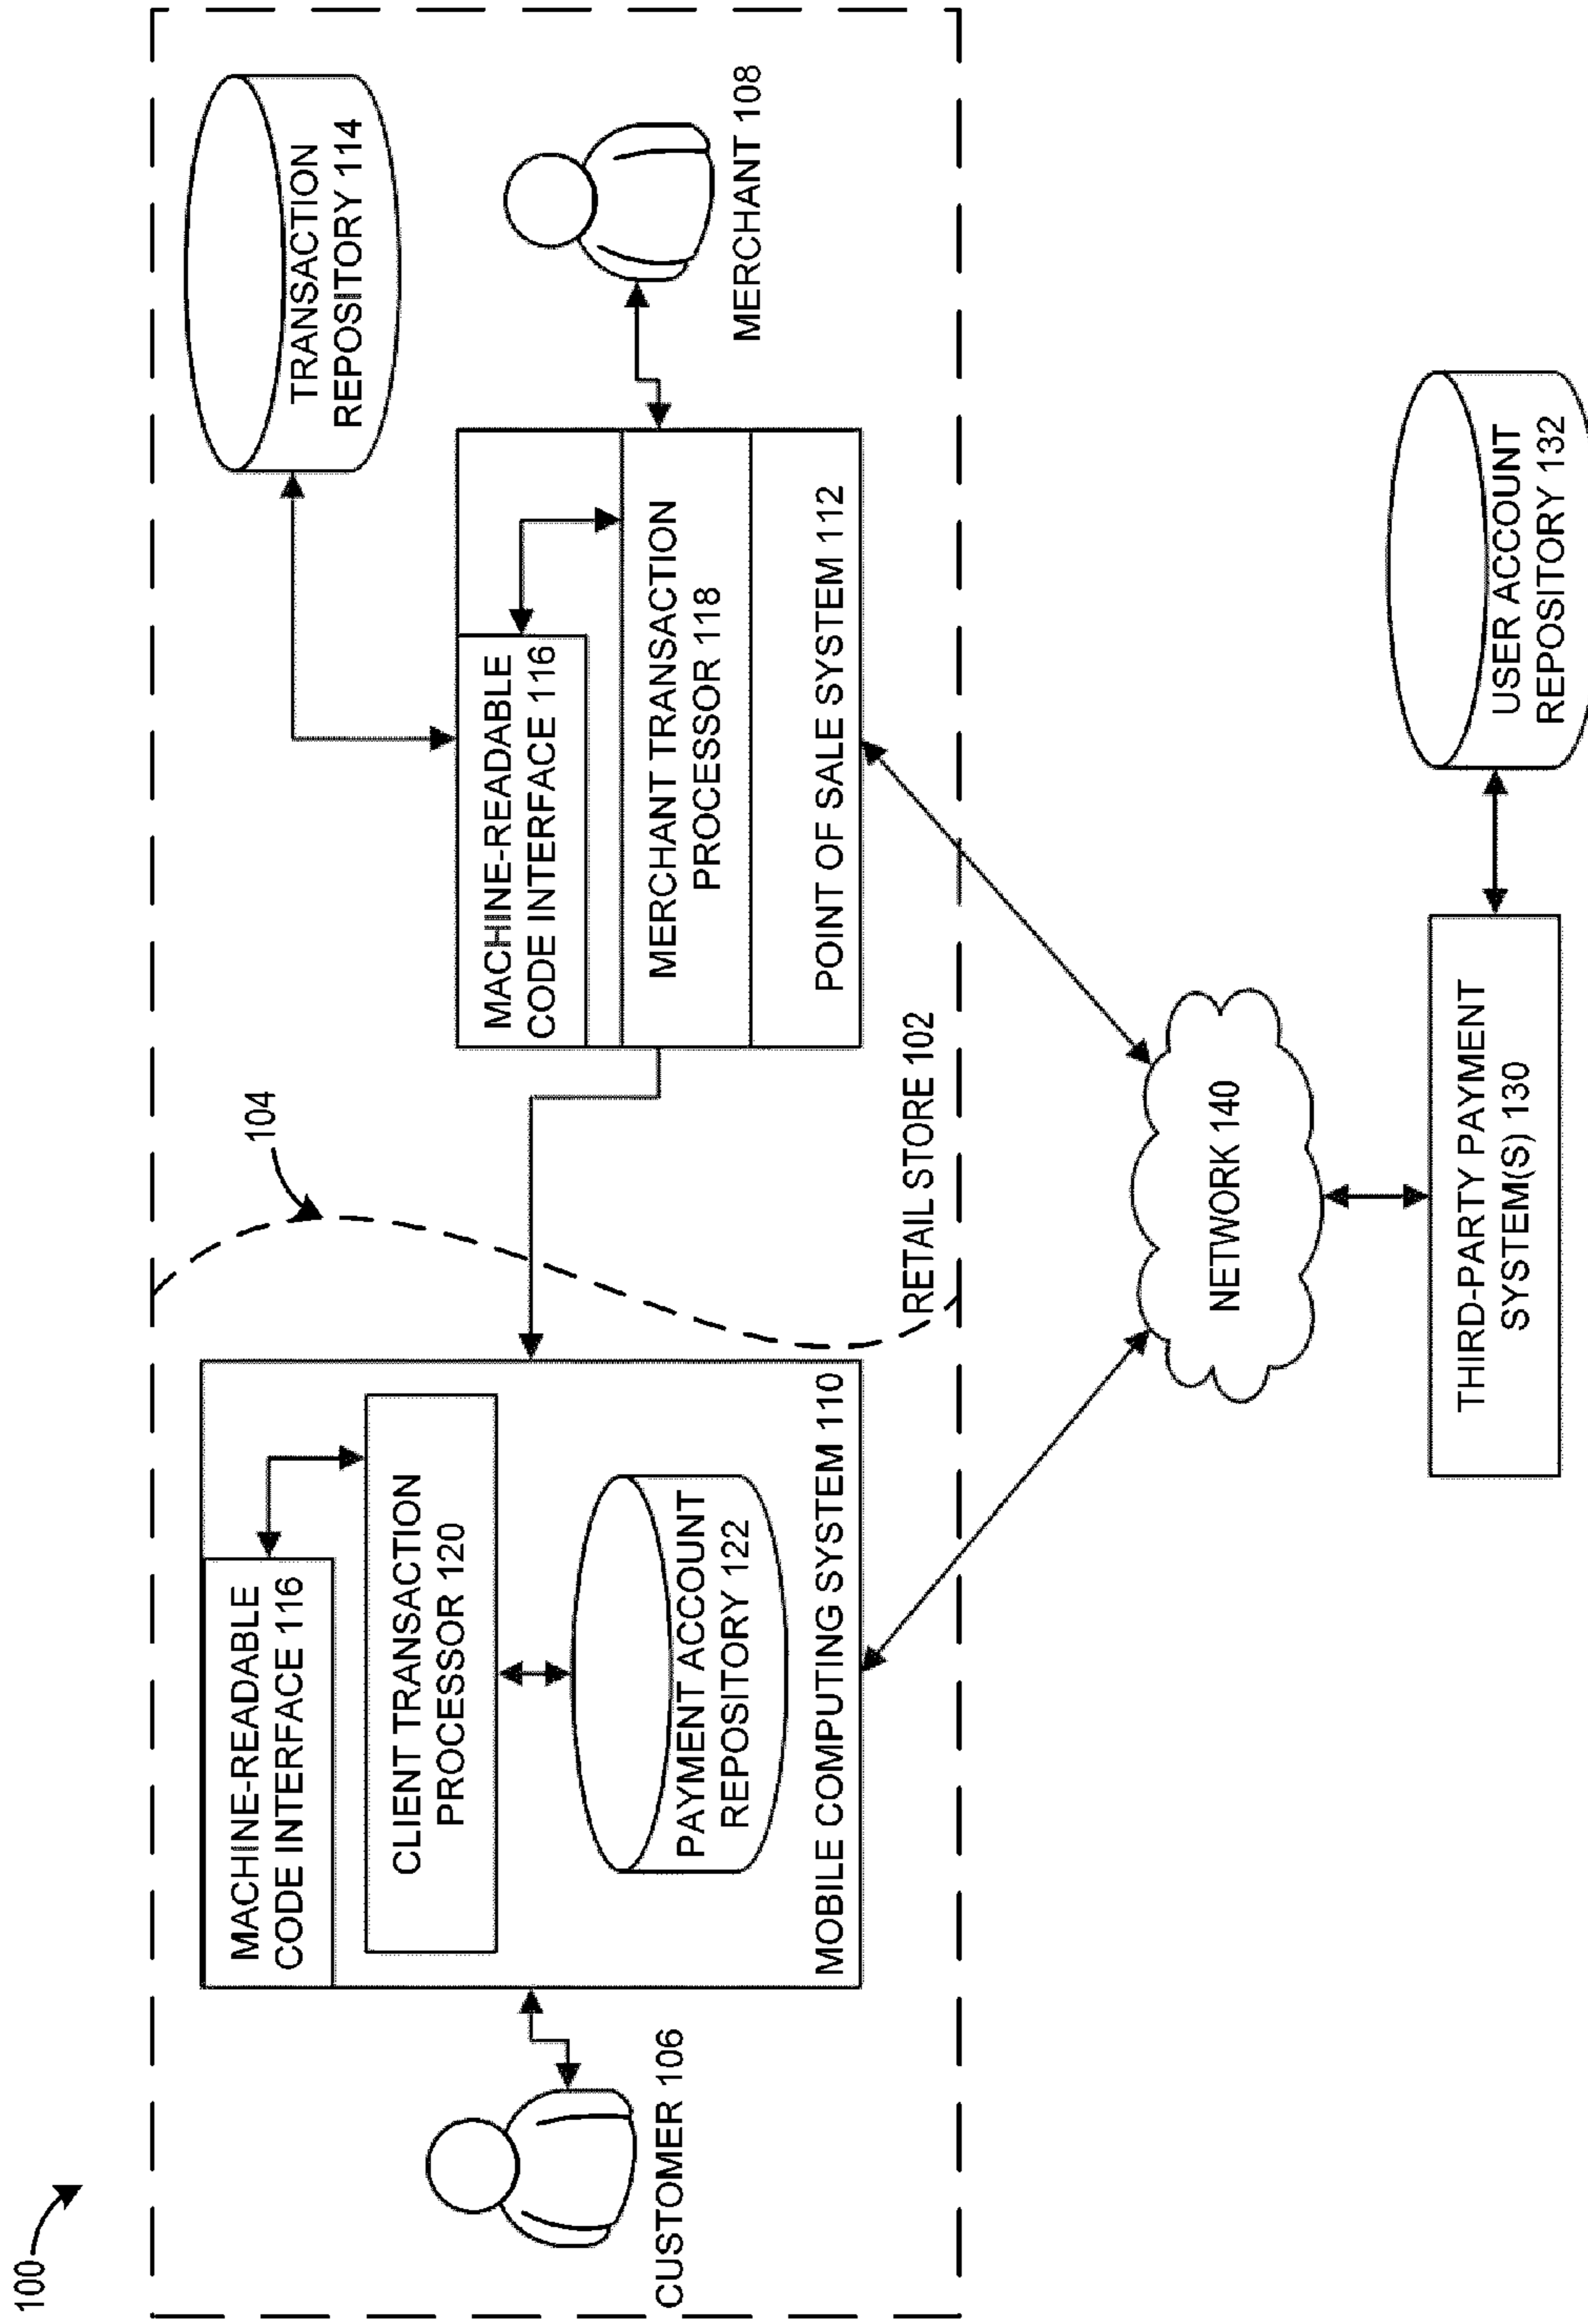 100
104
MACHINE-READABLE
CODE INTERFACE 116
CLIENT TRANSACTION
PROCESSOR 120
PAYMENT ACCOUNT
REPOSITORY 122
MOBILE COMPUTING SYSTEM 110
CUSTOMER 106
TRANSACTION
REPOSITORY 114
MACHINE-READABLE
CODE INTERFACE 116
MERCHANT TRANSACTION
PROCESSOR 118
POINT OF SALE SYSTEM 112
MERCHANT 108
RETAIL STORE 102
NETWORK 140
THIRD-PARTY PAYMENT
SYSTEM(S) 130
USER ACCOUNT
REPOSITORY 132